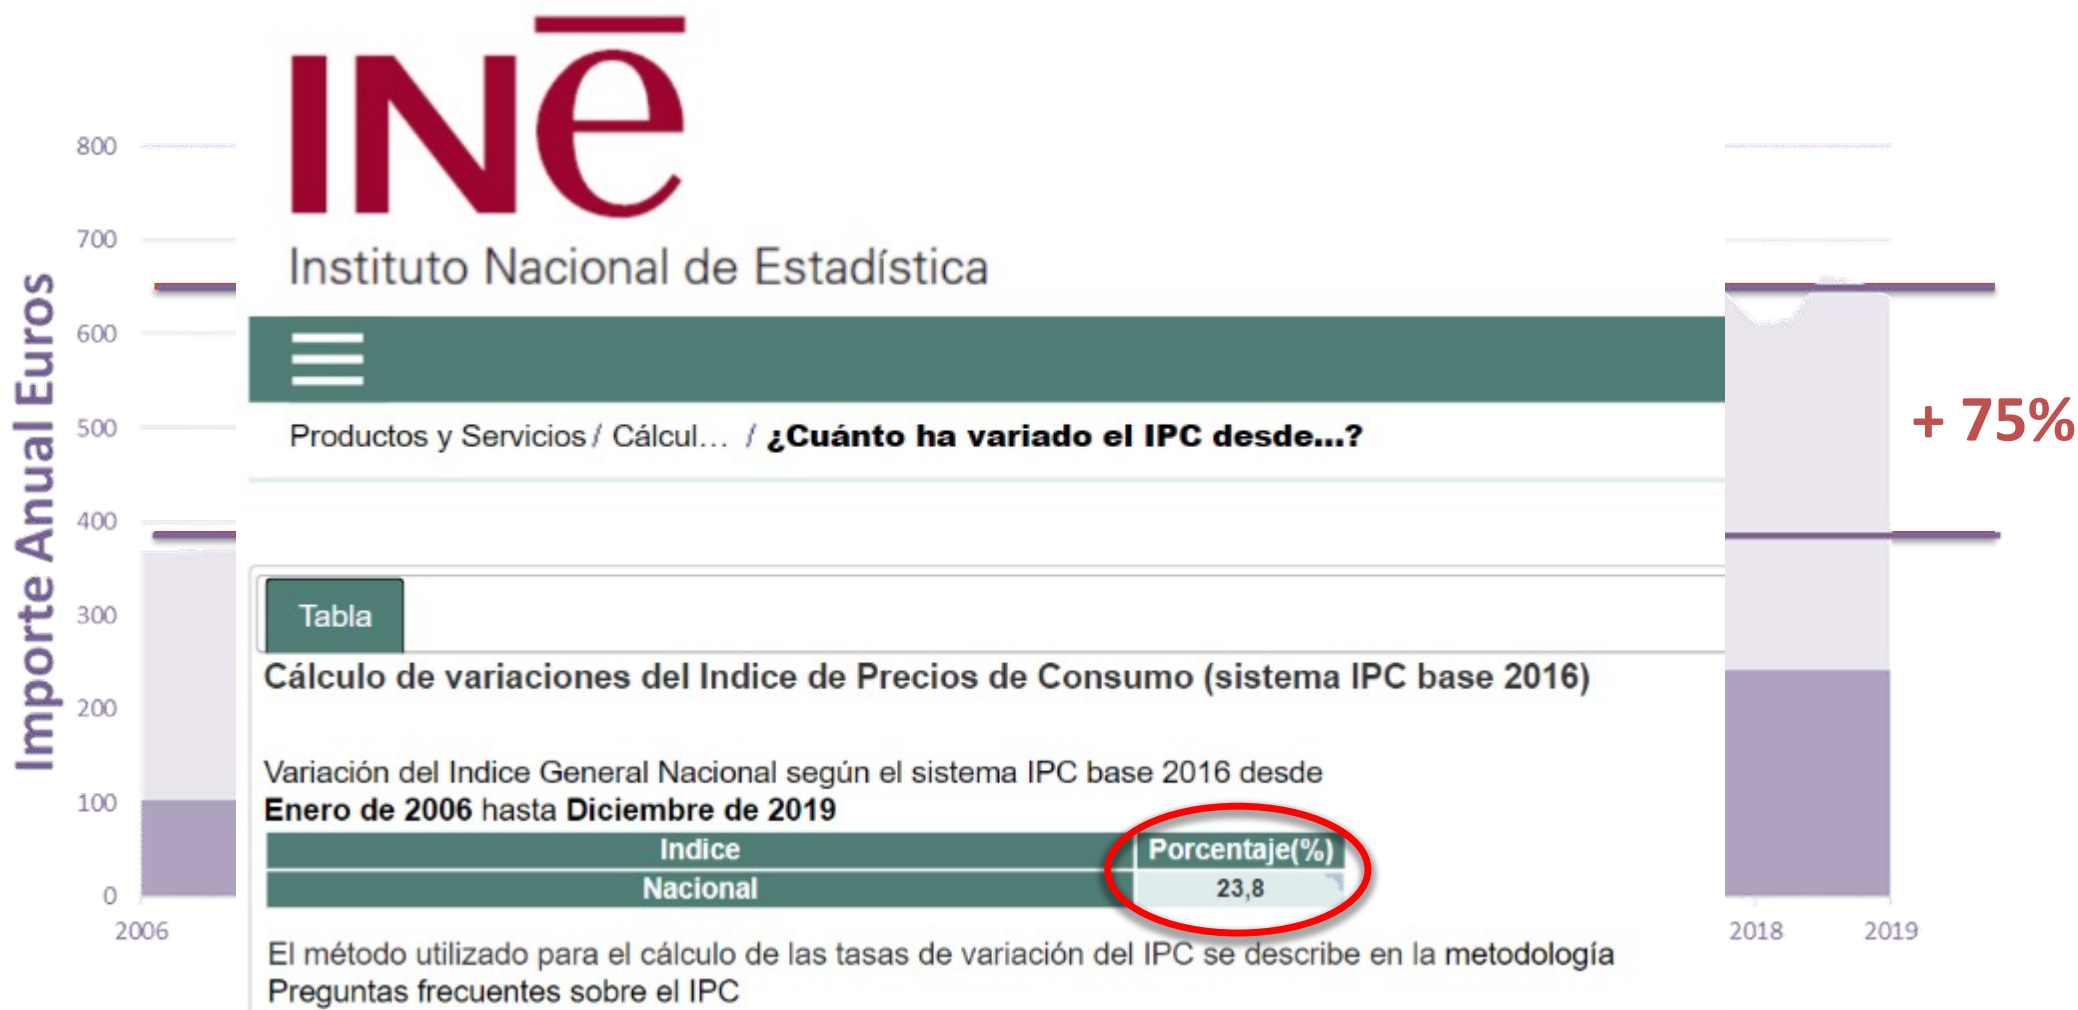 INe
Instituto Nacional de Estadística
Productos y Servicios / Cálcul... / ¿Cuánto ha variado el IPC desde...?
Tabla
Cálculo de variaciones del Indice de Precios de Consumo (sistema IPC base 2016)
Variación del Indice General Nacional según el sistema IPC base 2016 desde
Enero de 2006 hasta Diciembre de 2019
Indice Porcentaje(%)
Nacional 23,8
El método utilizado para el cálculo de las tasas de variación del IPC se describe en la metodología
Preguntas frecuentes sobre el IPC
Importe Anual Euros
800
700
600
500
400
300
200
100
0
2006 2018 2019
+ 75%